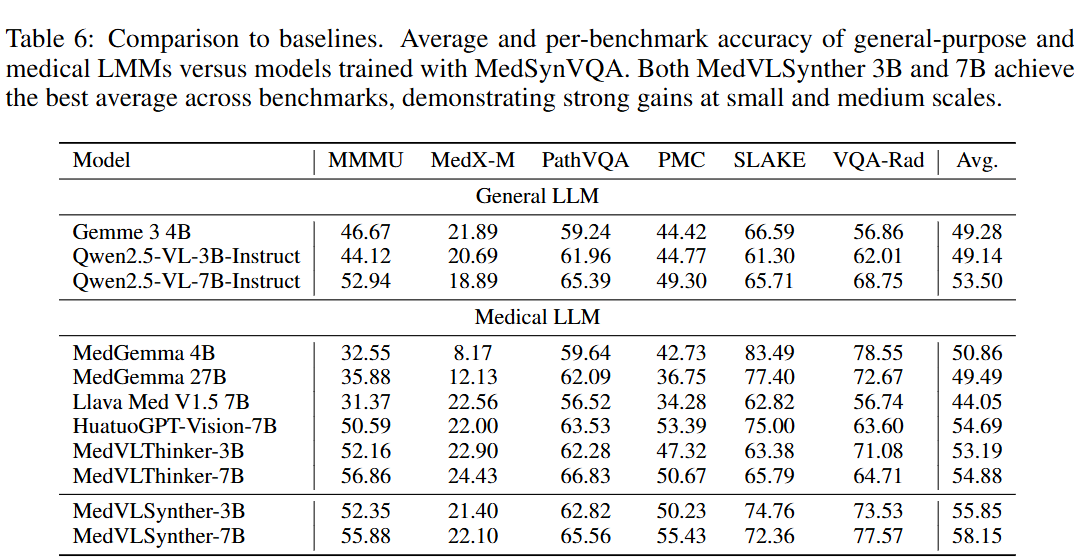 Table 6: Comparison to baselines. Average and per-benchmark accuracy of general-purpose and
medical LMMs versus models trained with MedSynVQA. Both MedVLSynther 3B and 7B achieve
the best average across benchmarks, demonstrating strong gains at small and medium scales.
Model MMMU MedX-M PathVQA PMC SLAKE VQA-Rad Avg.
General LLM
Gemme 3 4B 46.67 21.89 59.24 44.42 66.59 56.86 49.28
Qwen2.5-VL-3B-Instruct 44.12 20.69 61.96 44.77 61.30 62.01 49.14
Qwen2.5-VL-7B-Instruct 52.94 18.89 65.39 49.30 65.71 68.75 53.50
Medical LLM
MedGemma 4B 32.55 8.17 59.64 42.73 83.49 78.55 50.86
MedGemma 27B 35.88 12.13 62.09 36.75 77.40 72.67 49.49
Llava Med V1.5 7B 31.37 22.56 56.52 34.28 62.82 56.74 44.05
HuatuoGPT-Vision-7B 50.59 22.00 63.53 53.39 75.00 63.60 54.69
MedVLThinker-3B 52.16 22.90 62.28 47.32 63.38 71.08 53.19
MedVLThinker-7B 56.86 24.43 66.83 50.67 65.79 64.71 54.88
MedVLSynther-3B 52.35 21.40 62.82 50.23 74.76 73.53 55.85
MedVLSynther-7B 55.88 22.10 65.56 55.43 72.36 77.57 58.15